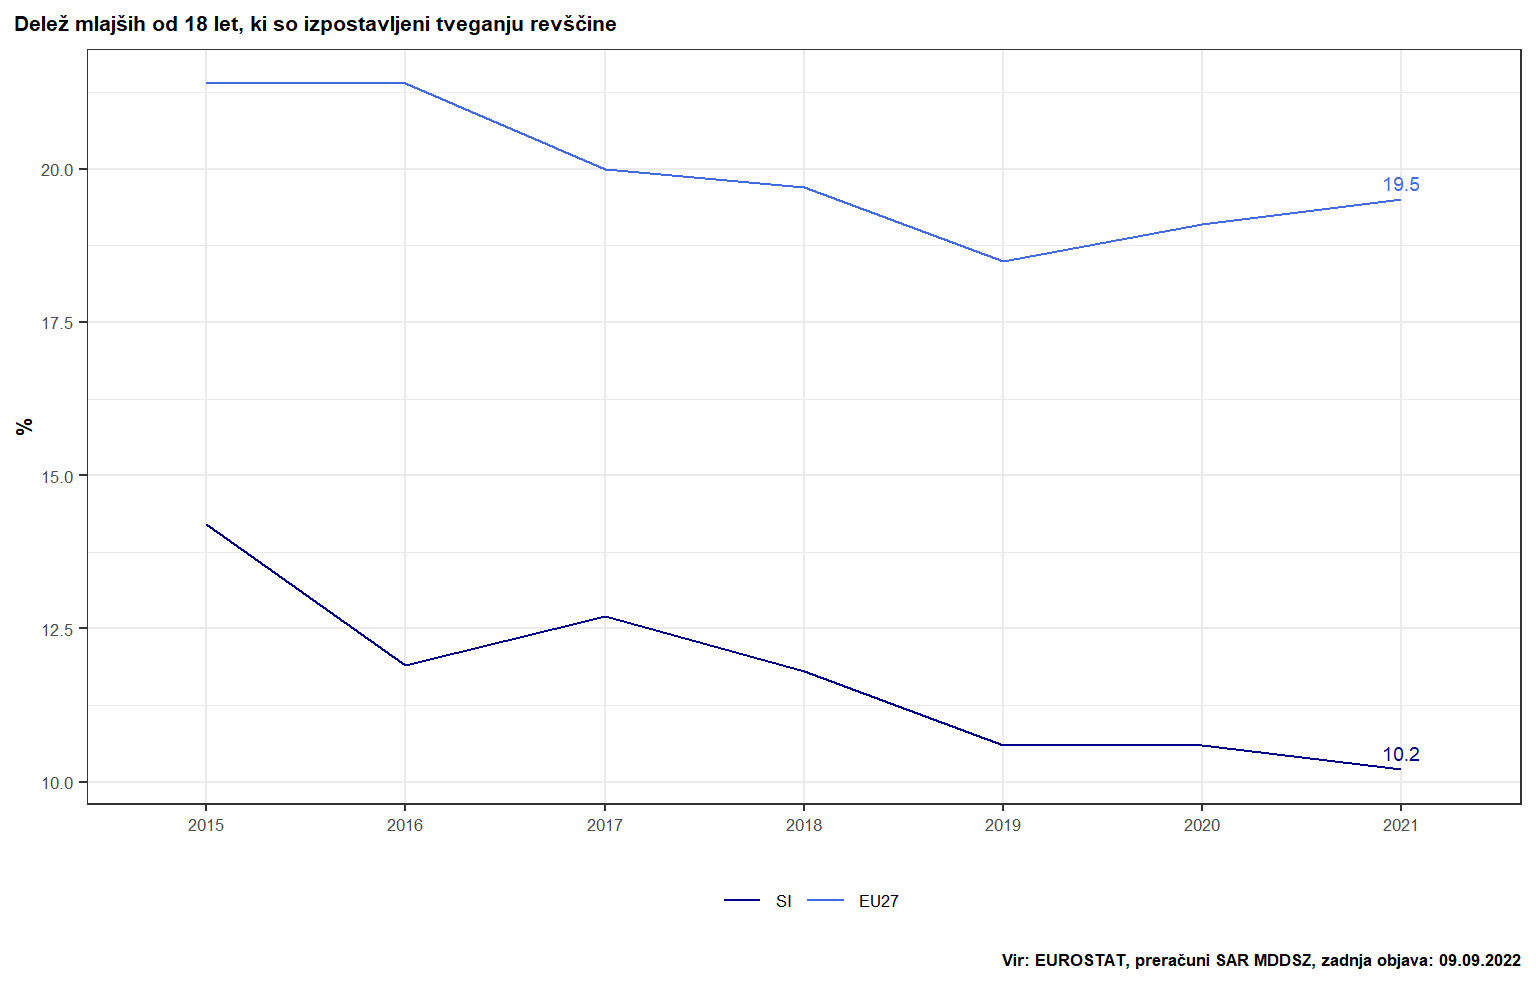 Delež mlajših od 18 let, ki so izpostavljeni tveganju revščine
20.0
17.5
15.0
12.5
10.0
%
19.5
10.2
2015 2016 2017 2018 2019 2020 2021
SI EU27
Vir: EUROSTAT, preračuni SAR MDDSZ, zadnja objava: 09.09.2022